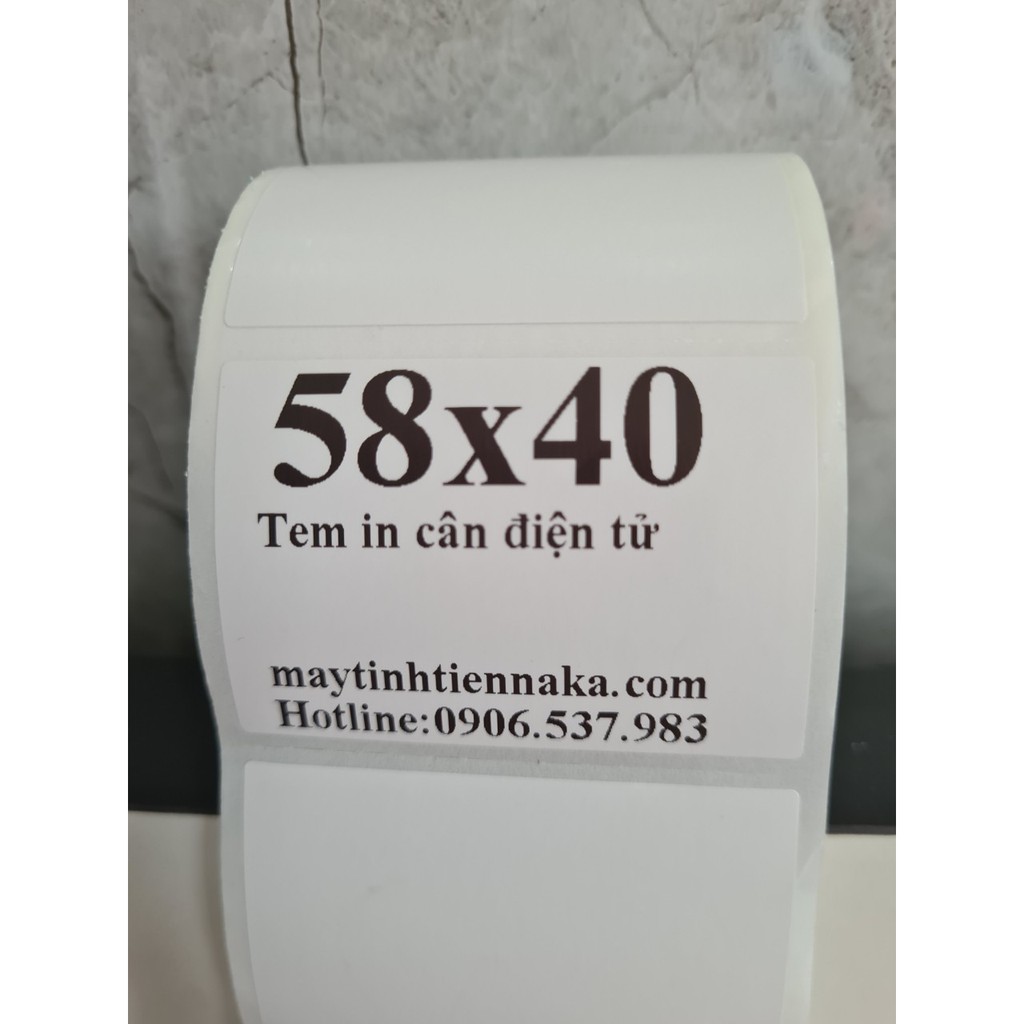 58x40
Tem in cân điện tử
maytinhtiennaka.com
Hotline:0906.537.983